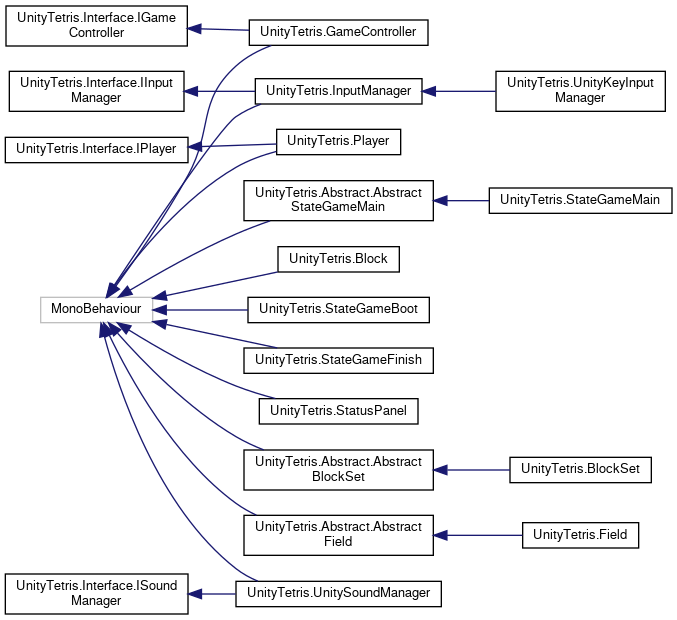 UnityTetris.Interface.IGame
Controller
UnityTetris.GameController
UnityTetris.Interface.IInput
Manager
UnityTetris.InputManager
UnityTetris.UnityKeyInput
Manager
UnityTetris.Interface.IPlayer
UnityTetris.Player
UnityTetris.Abstract.Abstract
StateGameMain
UnityTetris.StateGameMain
UnityTetris.Block
MonoBehaviour
UnityTetris.StateGameBoot
UnityTetris.StateGameFinish
UnityTetris.StatusPanel
UnityTetris.Abstract.Abstract
BlockSet
UnityTetris.BlockSet
UnityTetris.Abstract.Abstract
Field
UnityTetris.Field
UnityTetris.Interface.ISound
Manager
UnityTetris.UnitySoundManager